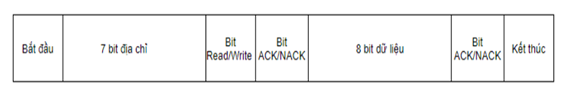 Bắt đầu
7 bit địa chỉ
Bit
Read/Write
Bit
ACK/NACK
8 bit dữ liệu
Bit
ACK/NACK
Kết thúc